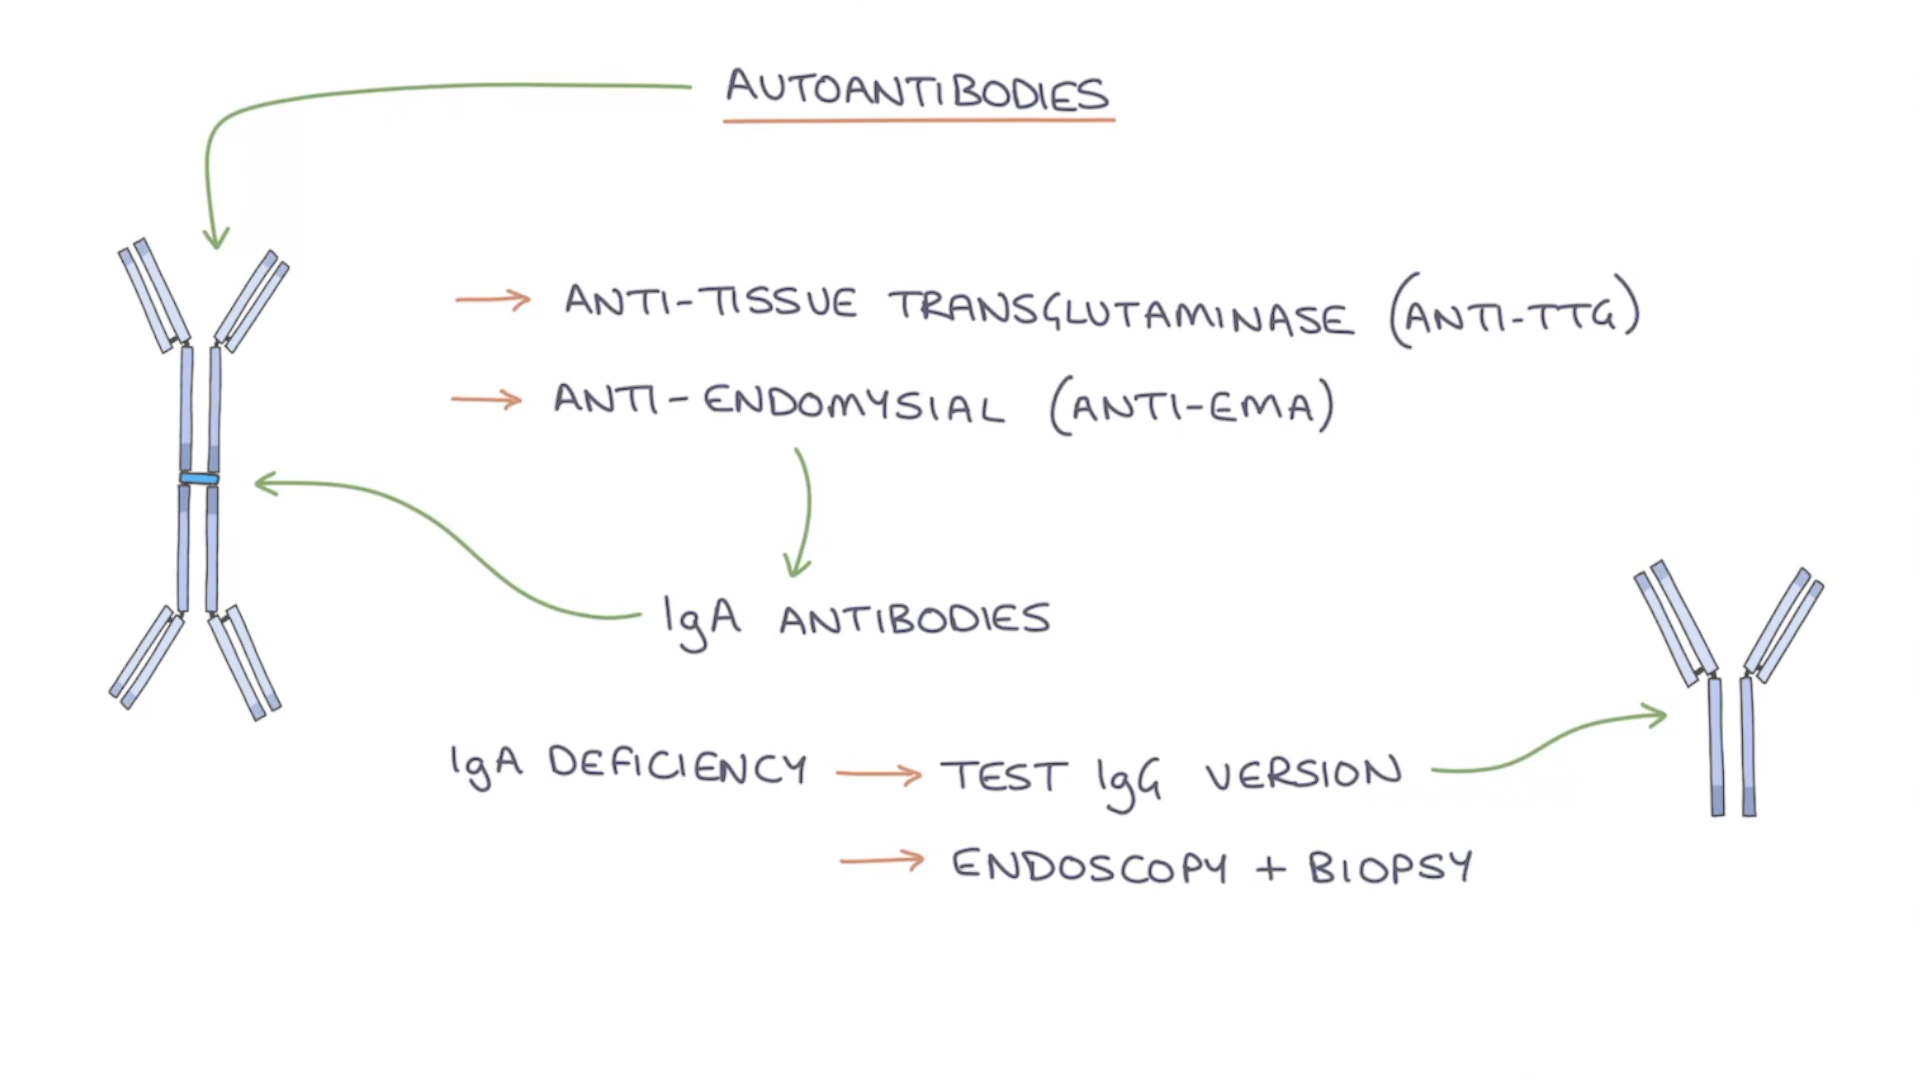 AUTOANTIBODIES
ANTI-TISSUE TRANSGLUTAMINASE (ANTI-TTG)
ANTI-ENDOMYSIAL (ANTI-EMA)
IgA ANTIBODIES
IgA DEFICIENCY → TEST IgG VERSION
→ ENDOSCOPY + BIOPSY